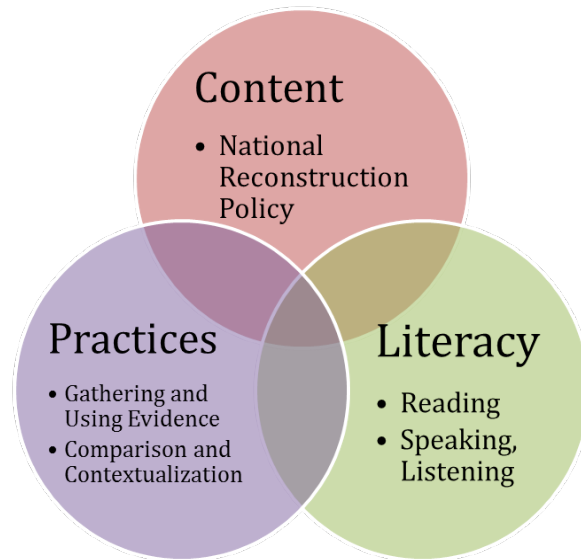 Content
• National
Reconstruction
Policy
Practices
• Gathering and
Using Evidence
• Comparison and
Contextualization
Literacy
• Reading
• Speaking,
Listening